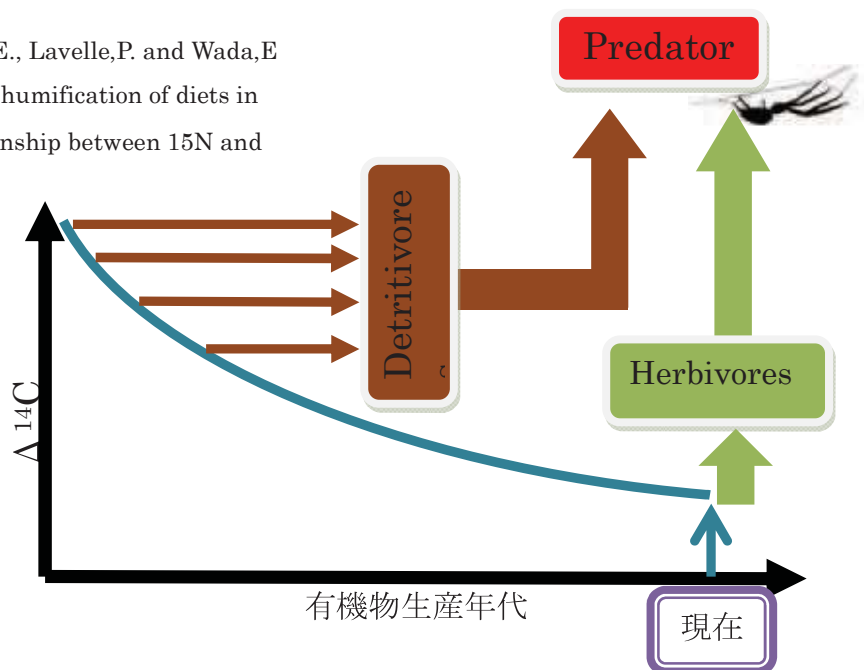 E., Lavelle,P. and Wada,E
humification of diets in
nship between 15N and
Predator
Detritivore
Herbivores
Δ 14C
有機物生産年代
現在